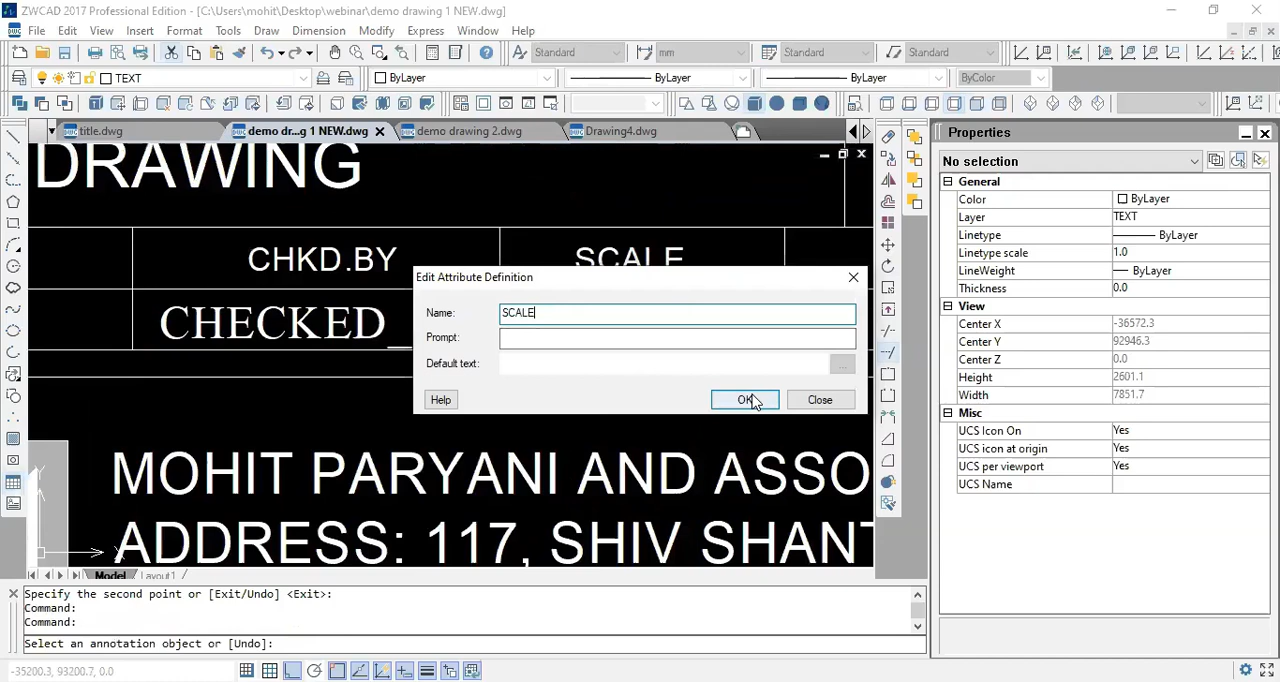 ZWCAD 2017 Professional Edition - [C:\Users\mohit\Desktop\webinar\demo drawing 1 NEW.dwg]
File Edit View Insert Format Tools Draw Dimension Modify Express Window Help
Standard mm Standard Standard
TEXT ByLayer ByLayer ByLayer ByColor
title.dwg demo dr...g 1 NEW.dwg demo drawing 2.dwg Drawing4.dwg
Properties
No selection
General
Color ByLayer
Layer TEXT
Linetype ByLayer
Linetype scale 1.0
LineWeight ByLayer
Thickness 0.0
View
Center X -36572.3
Center Y 92946.3
Center Z 0.0
Height 2601.1
Width 7851.7
Misc
UCS Icon On Yes
UCS icon at origin Yes
UCS per viewport Yes
UCS Name
DRAWING
CHKD.BY SCALE
CHECKED_
Edit Attribute Definition
Name: SCALE
Prompt:
Default text: ...
Help OK Close
MOHIT PARYANI AND ASSO
ADDRESS: 117, SHIV SHANT
Model Layout1
Specify the second point or [Exit/Undo] <Exit>:
Command:
Command:
Select an annotation object or [Undo]:
-35200.3, 93200.7, 0.0